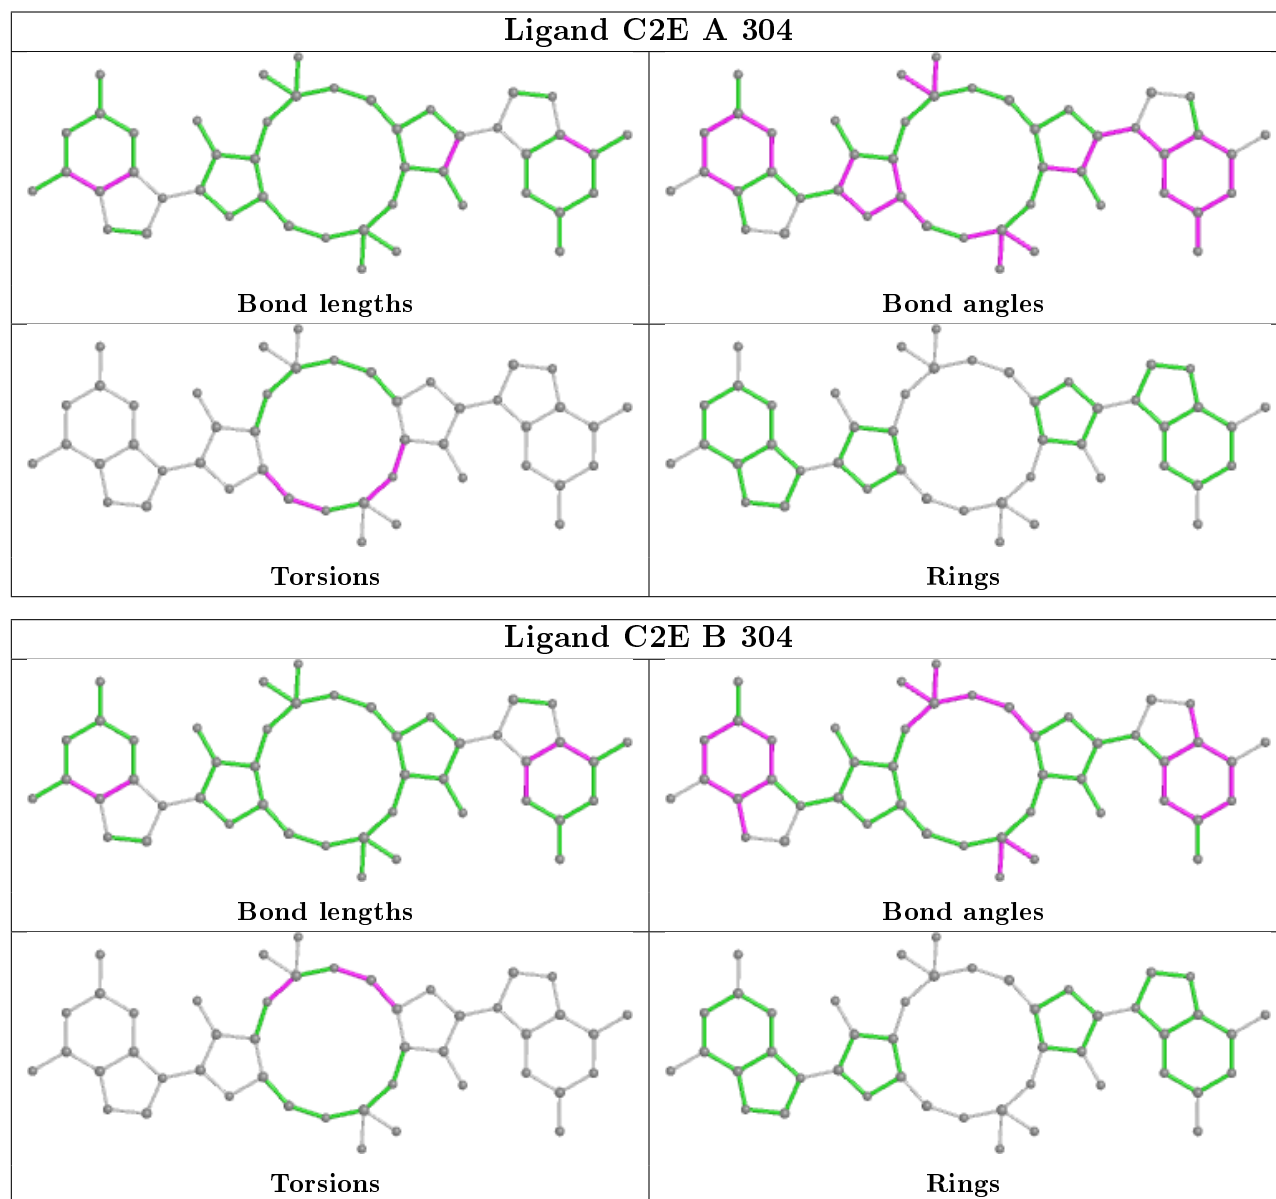 Ligand C2E A 304
Bond lengths
Bond angles
Torsions
Rings
Ligand C2E B 304
Bond lengths
Bond angles
Torsions
Rings